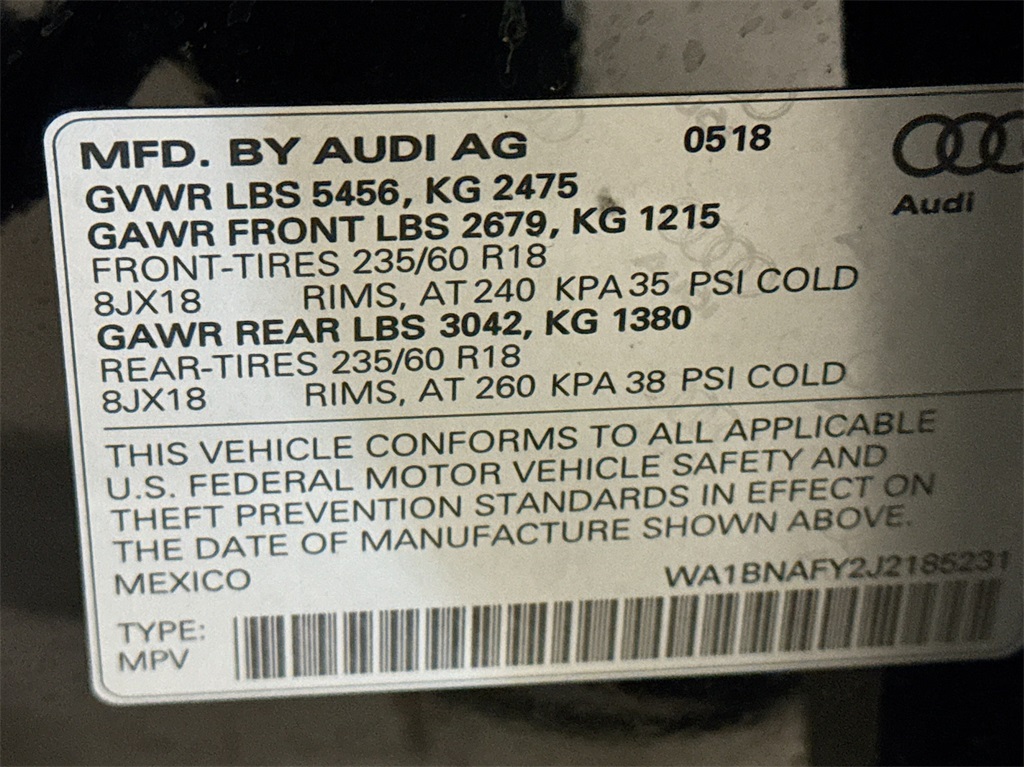 MFD. BY AUDI AG 0518
Audi
GVWR LBS 5456, KG 2475
GAWR FRONT LBS 2679, KG 1215
FRONT-TIRES 235/60 R18
8JX18 RIMS, AT 240 KPA 35 PSI COLD
GAWR REAR LBS 3042, KG 1380
REAR-TIRES 235/60 R18
8JX18 RIMS, AT 260 KPA 38 PSI COLD
THIS VEHICLE CONFORMS TO ALL APPLICABLE
U.S. FEDERAL MOTOR VEHICLE SAFETY AND
THEFT PREVENTION STANDARDS IN EFFECT ON
THE DATE OF MANUFACTURE SHOWN ABOVE.
MEXICO WA1BNAFY2J2185231
TYPE:
MPV